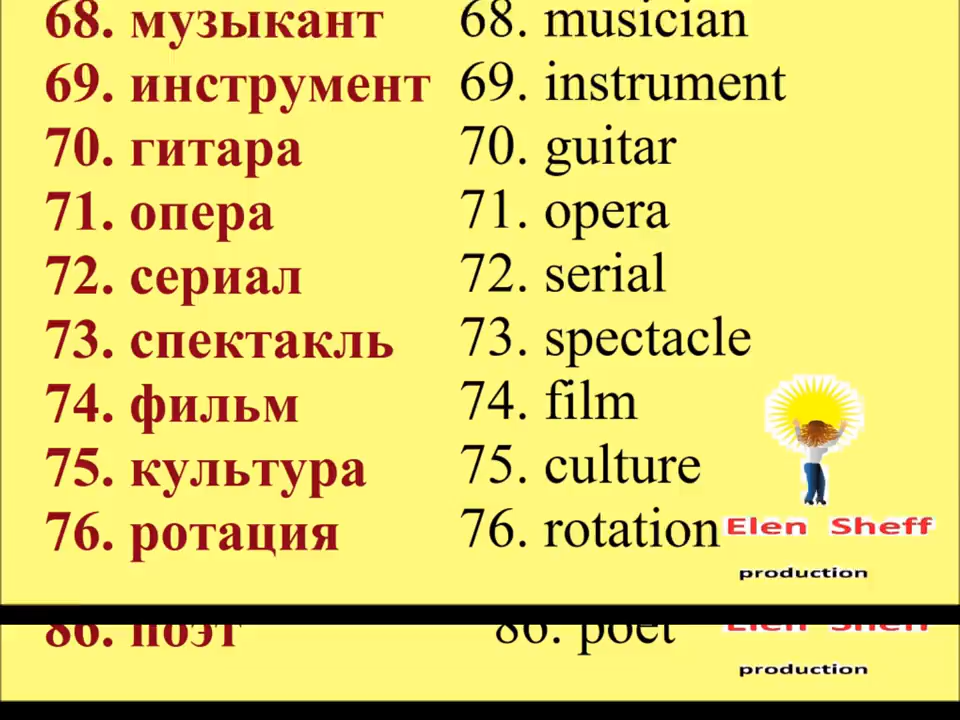 68. музыкант 68. musician
69. инструмент 69. instrument
70. гитара 70. guitar
71. опера 71. opera
72. сериал 72. serial
73. спектакль 73. spectacle
74. фильм 74. film
75. культура 75. culture
76. ротация 76. rotation
Elen Sheff
production
86. поэт 86. poet
Elen Sheff
production